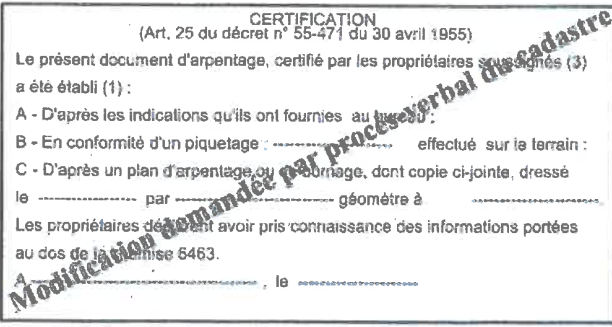 CERTIFICATION
(Art. 25 du décret n° 55-471 du 30 avril 1955)
Le présent document d'arpentage, certifié par les propriétaires soussignés (3)
a été établi (1) :
A - D'après les indications qu'ils ont fournies au bureau :
B - En conformité d'un piquetage : ---------------- effectué sur le terrain :
C - D'après un plan d'arpentage ou de bornage, dont copie ci-jointe, dressé
le ---------------- par ---------------- géomètre à ----------------
Les propriétaires déclarent avoir pris connaissance des informations portées
au dos de la chemise 6463.
A ---------------- , le ----------------
Modification demandée par procès-verbal du cadastre